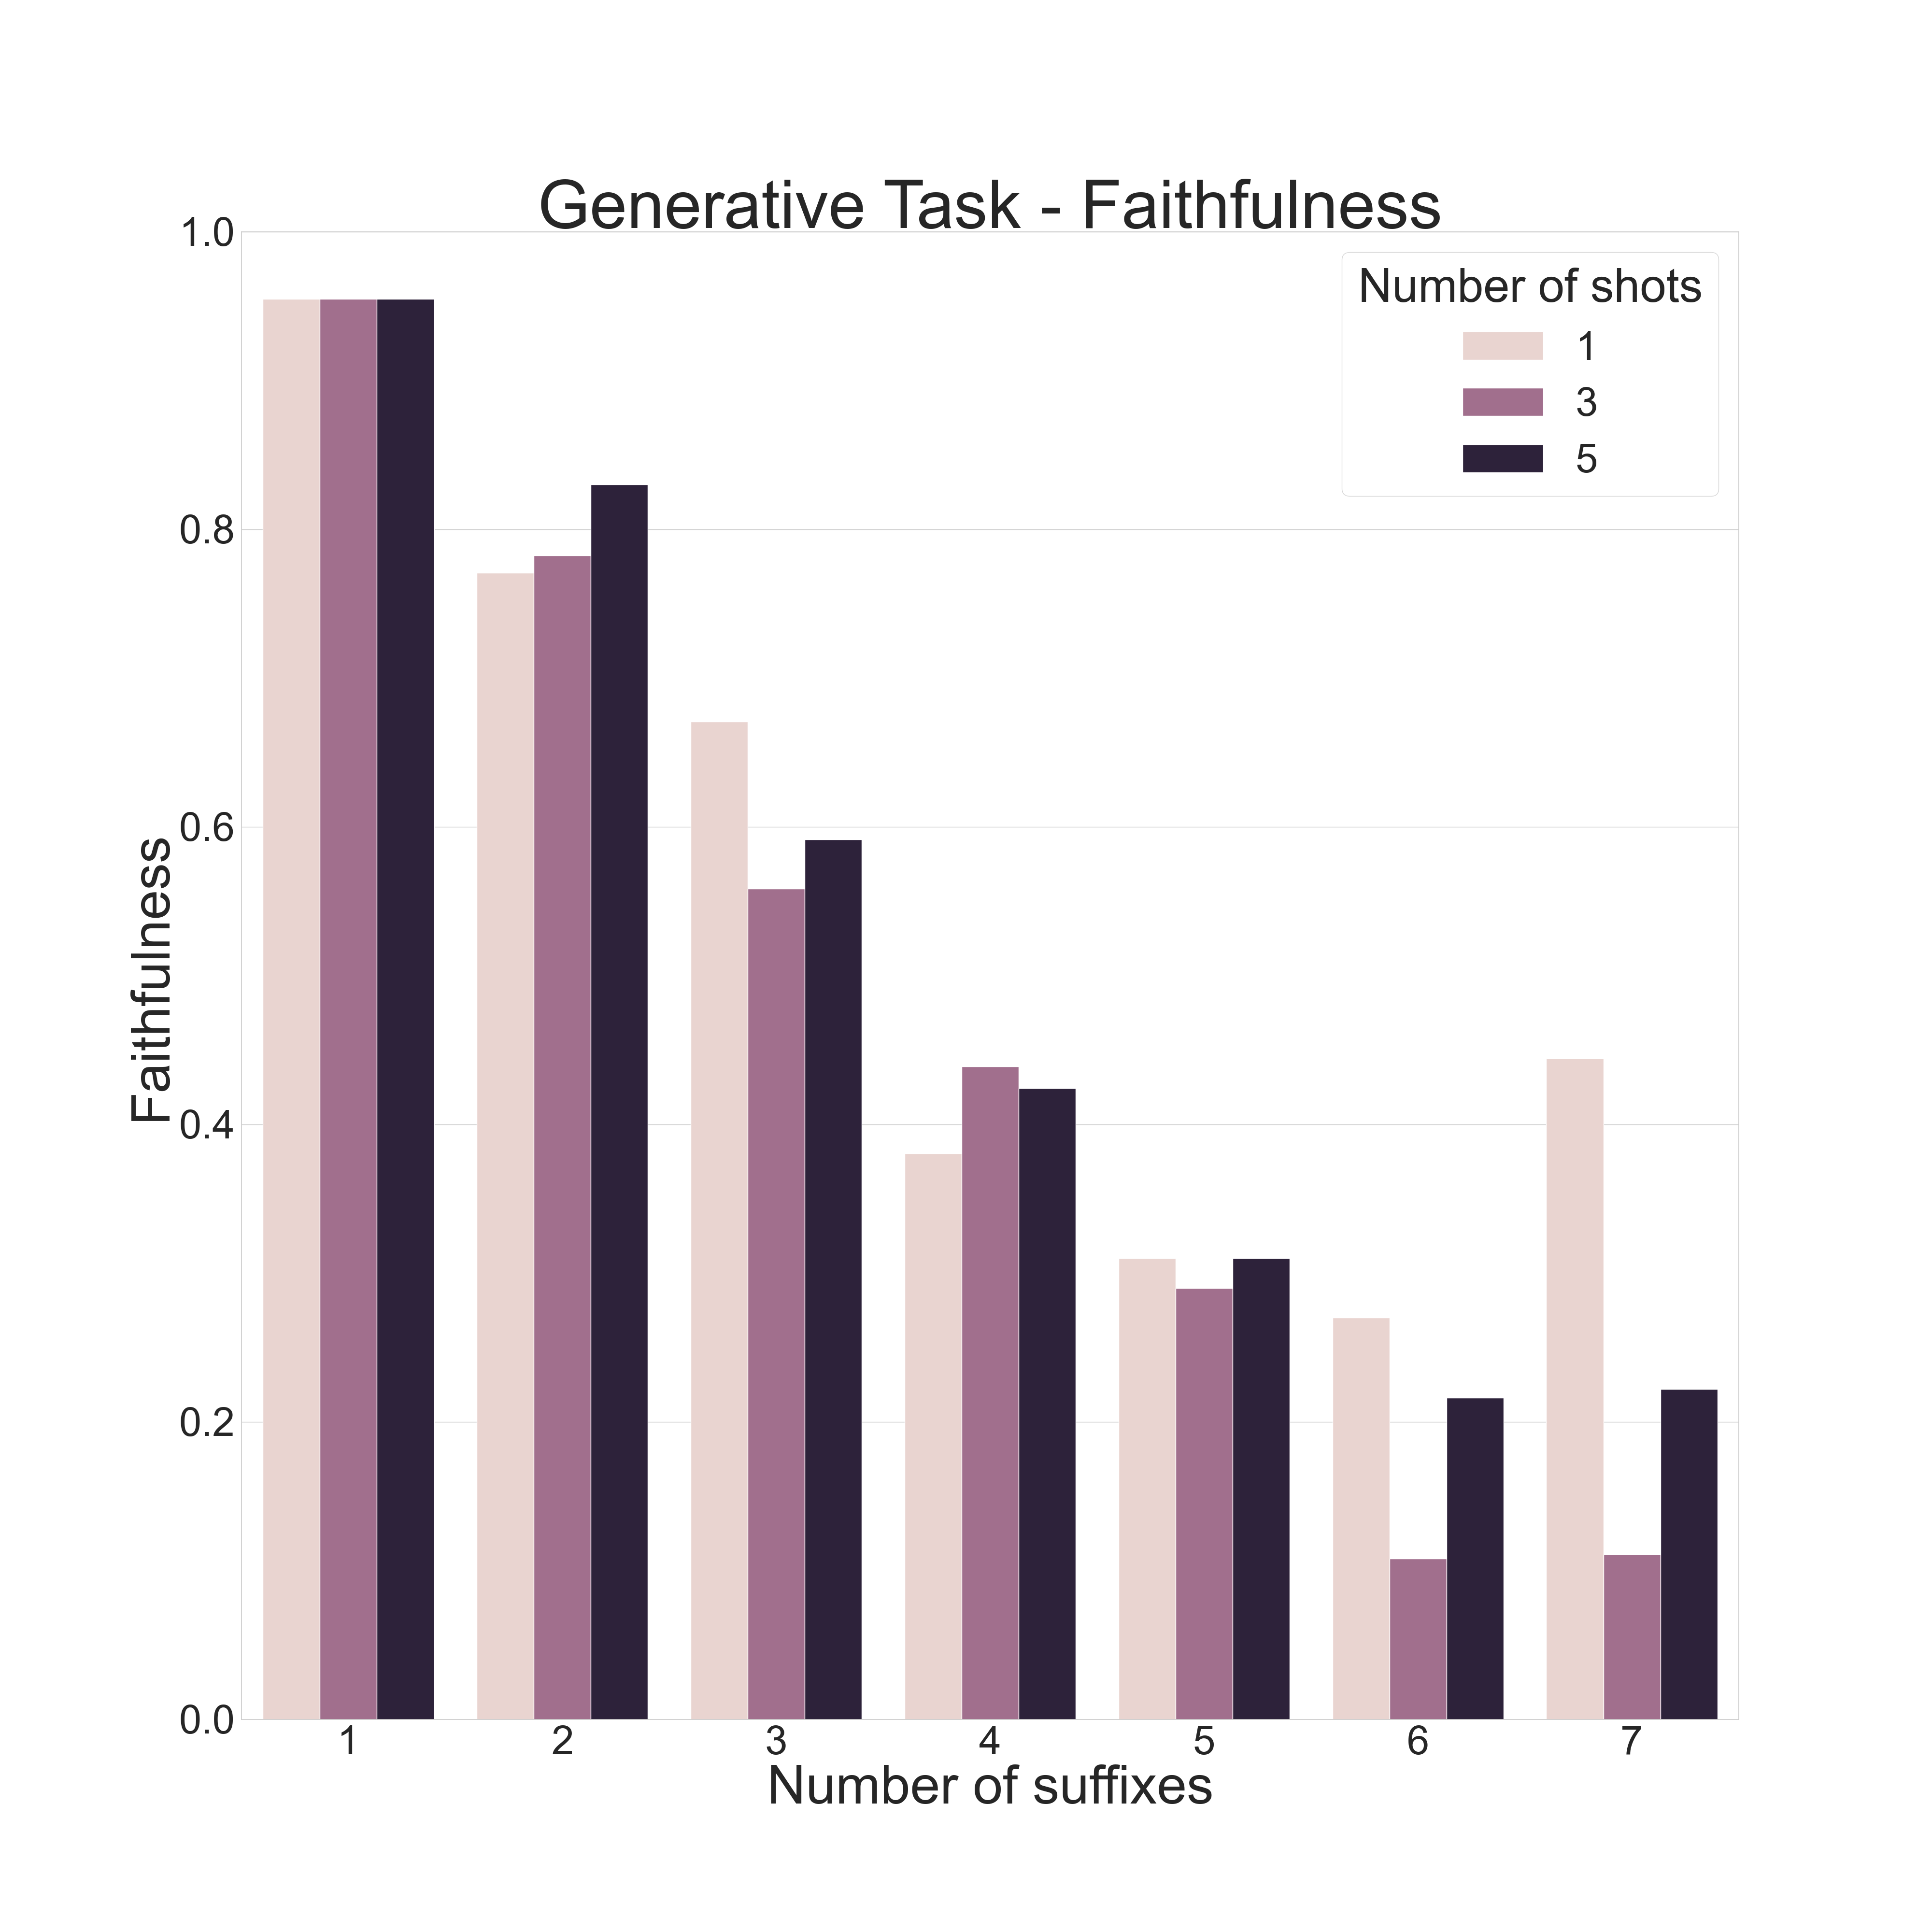 Generative Task - Faithfulness
1.0
0.8
0.6
0.4
0.2
0.0
Faithfulness
Number of shots
1
3
5
1 2 3 4 5 6 7
Number of suffixes